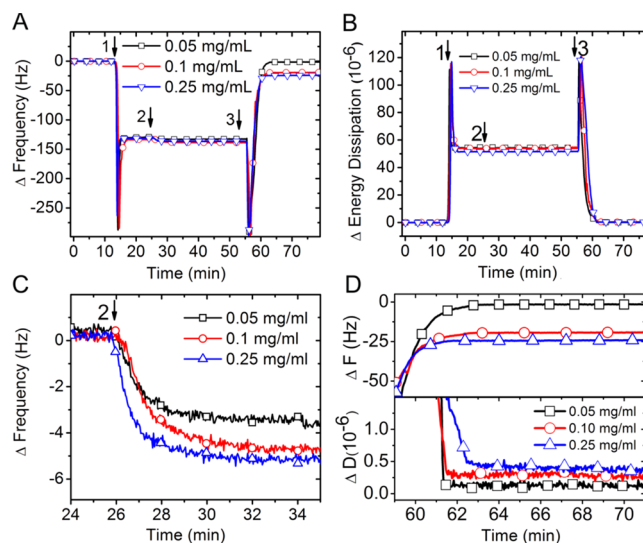 A
1
2
3
0.05 mg/mL
0.1 mg/mL
0.25 mg/mL
0
-50
-100
-150
-200
-250
Δ Frequency (Hz)
0 10 20 30 40 50 60 70
Time (min)
B
1
2
3
0.05 mg/mL
0.1 mg/mL
0.25 mg/mL
120
100
80
60
40
20
0
Δ Energy Dissipation (10-6)
0 10 20 30 40 50 60 70
Time (min)
C
2
0.05 mg/ml
0.1 mg/ml
0.25 mg/ml
0
-2
-4
-6
Δ Frequency (Hz)
24 26 28 30 32 34
Time (min)
D
0
-25
-50
Δ F (Hz)
0.05 mg/ml
0.10 mg/ml
0.25 mg/ml
1.0
0.5
0.0
Δ D(10-6)
60 62 64 66 68 70
Time (min)